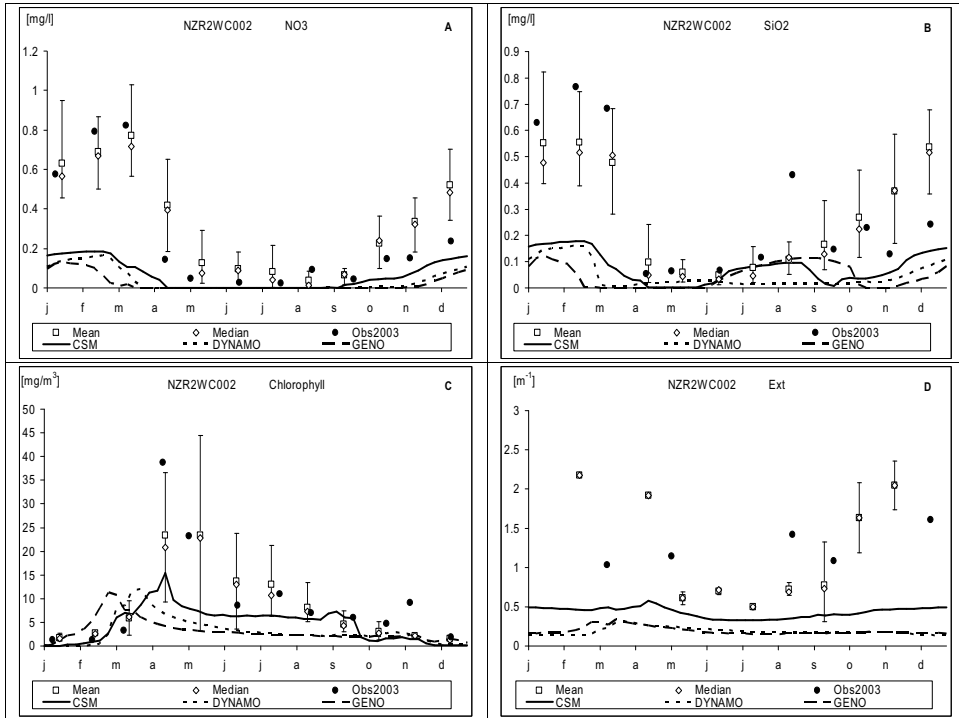 [mg/l] NZR2WC002 NO3 A
1.2
1
0.8
0.6
0.4
0.2
0
j f m a m j j a s o n d
Mean Median Obs2003
CSM DYNAMO GENO
[mg/l] NZR2WC002 SiO2 B
0.9
0.8
0.7
0.6
0.5
0.4
0.3
0.2
0.1
0
j f m a m j j a s o n d
Mean Median Obs2003
CSM DYNAMO GENO
[mg/m³] NZR2WC002 Chlorophyll C
50
45
40
35
30
25
20
15
10
5
0
j f m a m j j a s o n d
Mean Median Obs2003
CSM DYNAMO GENO
[m⁻¹] NZR2WC002 Ext D
3
2.5
2
1.5
1
0.5
0
j f m a m j j a s o n d
Mean Median Obs2003
CSM DYNAMO GENO